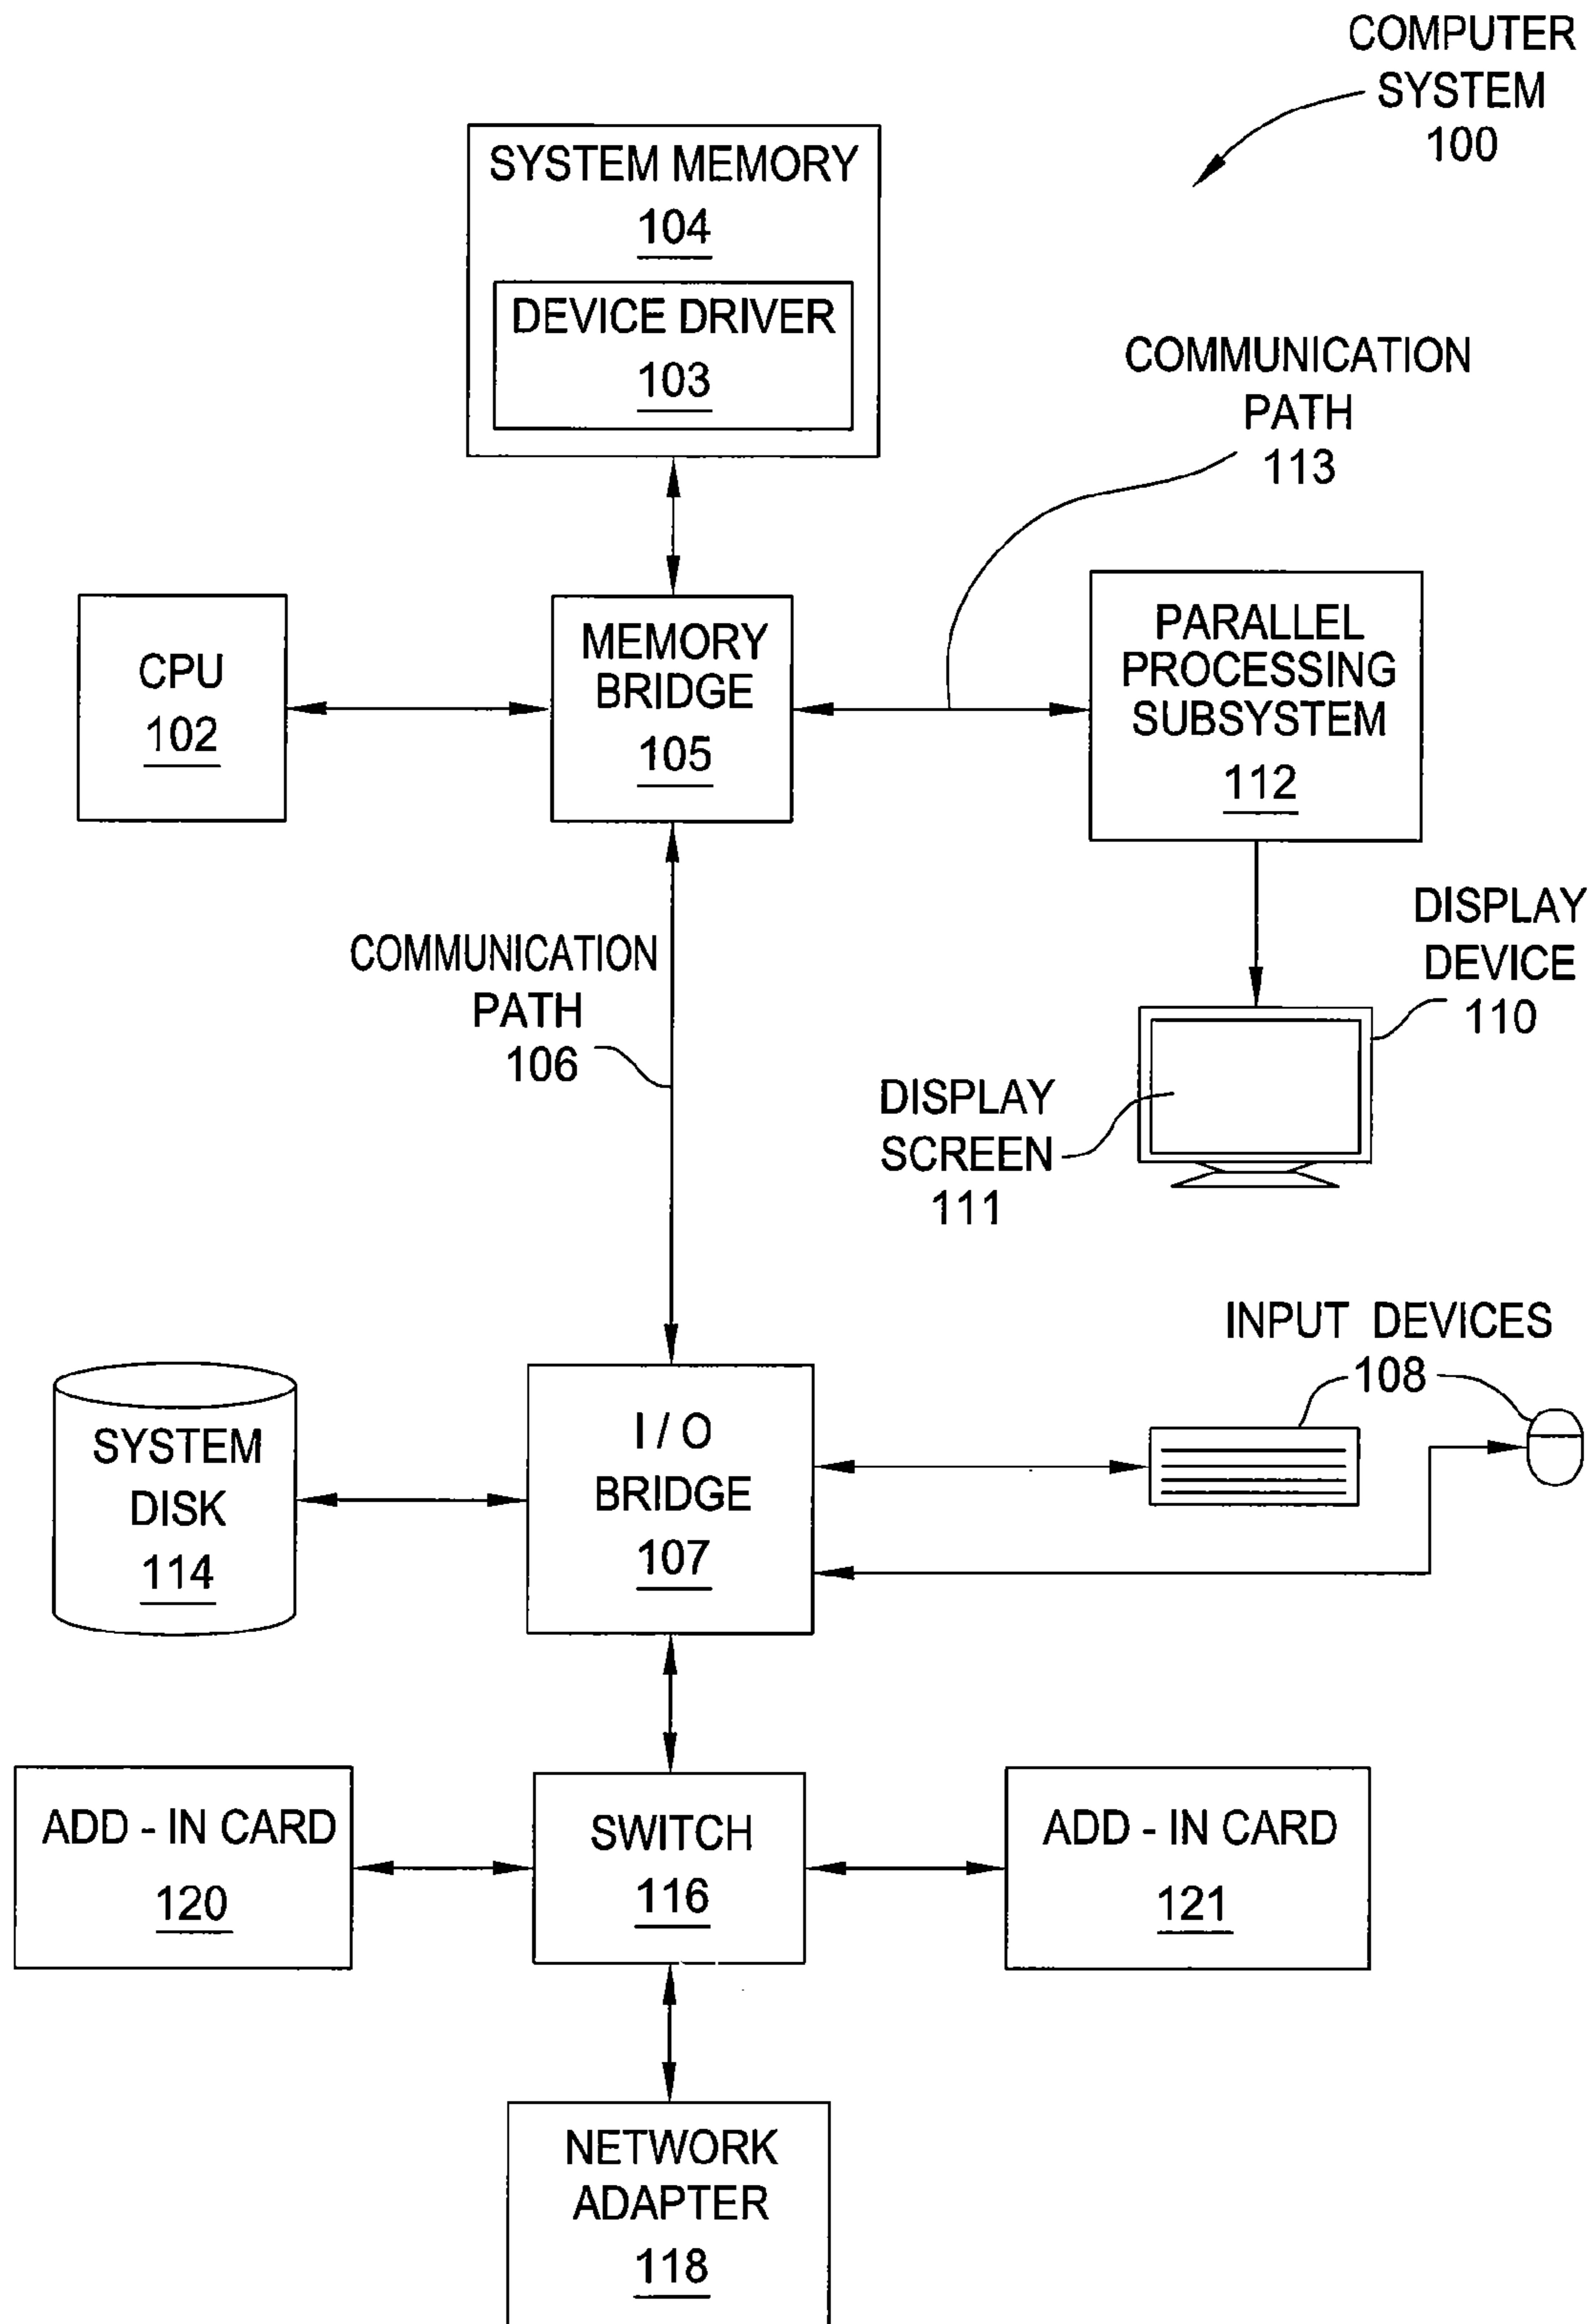 COMPUTER
SYSTEM
100
SYSTEM MEMORY
104
DEVICE DRIVER
103
COMMUNICATION
PATH
113
CPU
102
MEMORY
BRIDGE
105
PARALLEL
PROCESSING
SUBSYSTEM
112
COMMUNICATION
PATH
106
DISPLAY
DEVICE
110
DISPLAY
SCREEN
111
INPUT DEVICES
108
SYSTEM
DISK
114
I / O
BRIDGE
107
ADD - IN CARD
120
SWITCH
116
ADD - IN CARD
121
NETWORK
ADAPTER
118